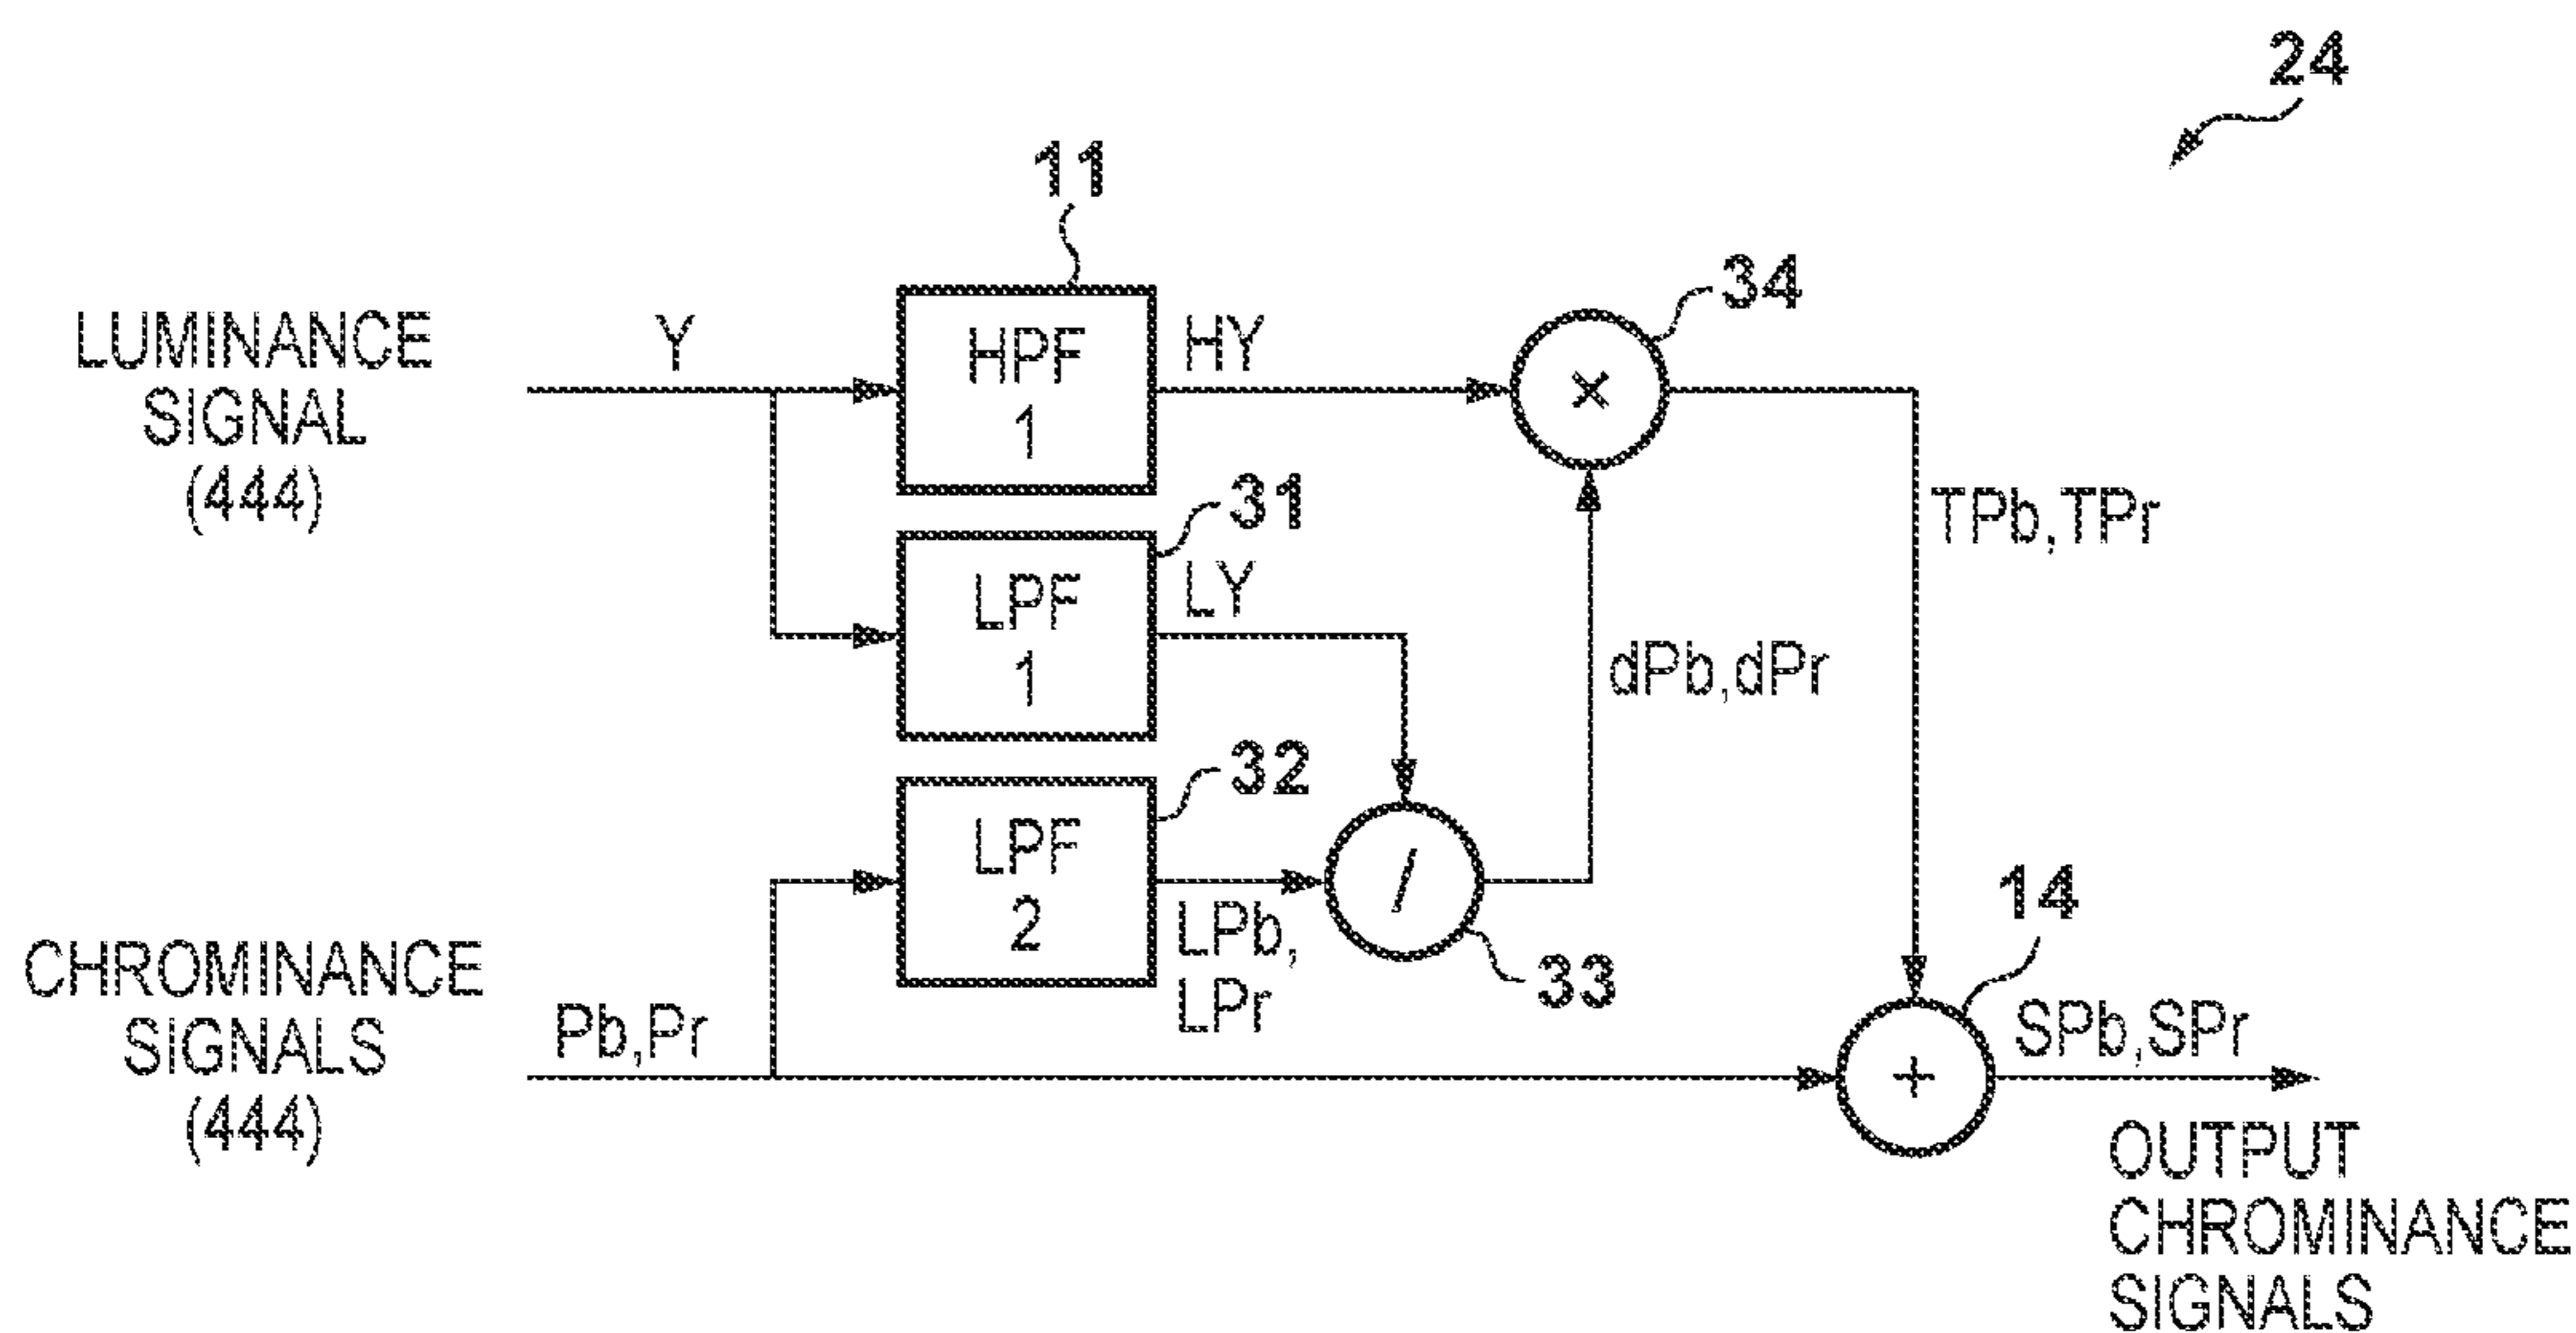 24
11
34
LUMINANCE
SIGNAL
(444)
Y
HPF
1
HY
×
31
LPF
1
LY
TPb,TPr
dPb,dPr
32
LPF
2
LPb,
LPr
/
33
14
CHROMINANCE
SIGNALS
(444)
Pb,Pr
+
SPb,SPr
OUTPUT
CHROMINANCE
SIGNALS